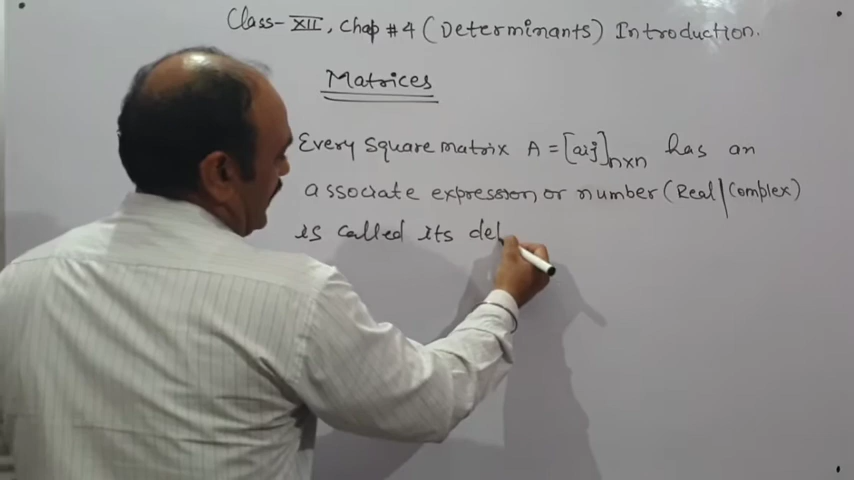 Class-XII, Chap #4 (Determinants) Introduction.
Matrices
Every Square matrix A = [aij]n×n has an
associate expression or number (Real/Complex)
is called its det